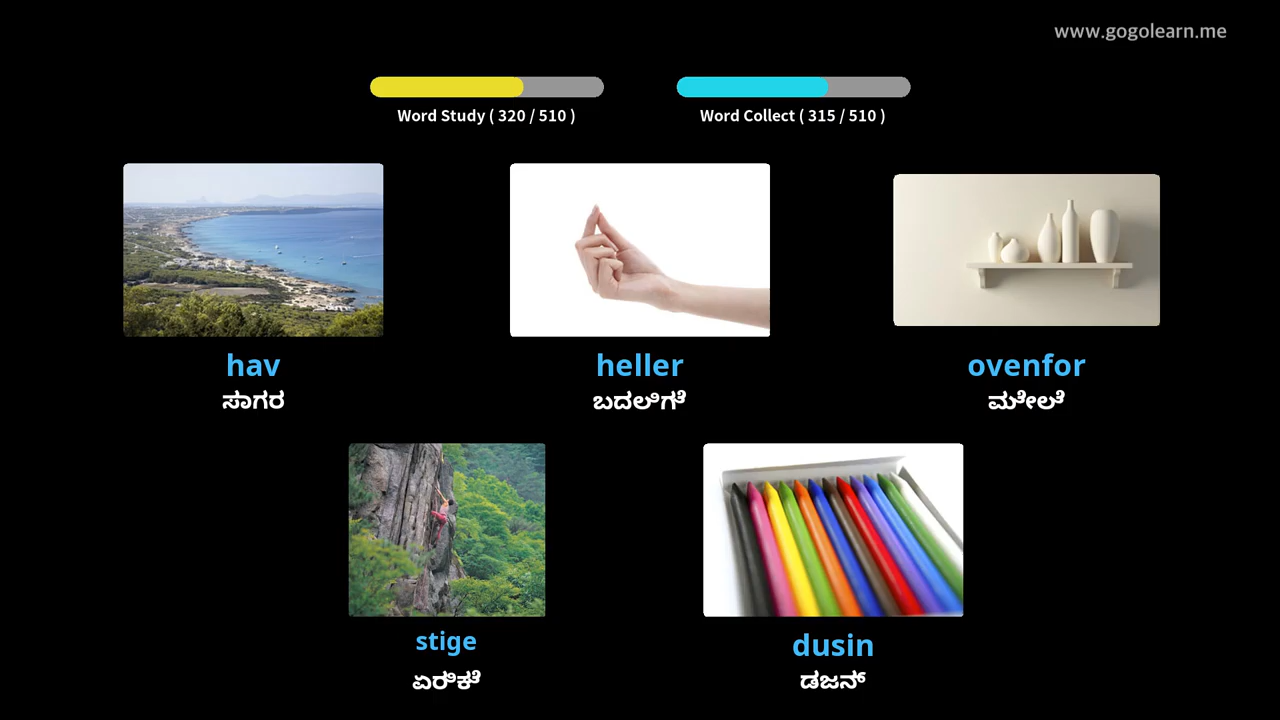 www.gogolearn.me
Word Study ( 320 / 510 )
Word Collect ( 315 / 510 )
hav
ಸಾಗರ
heller
ಬದಲಿಗೆ
ovenfor
ಮೇಲೆ
stige
ಏರಿಕೆ
dusin
ಡಜನ್